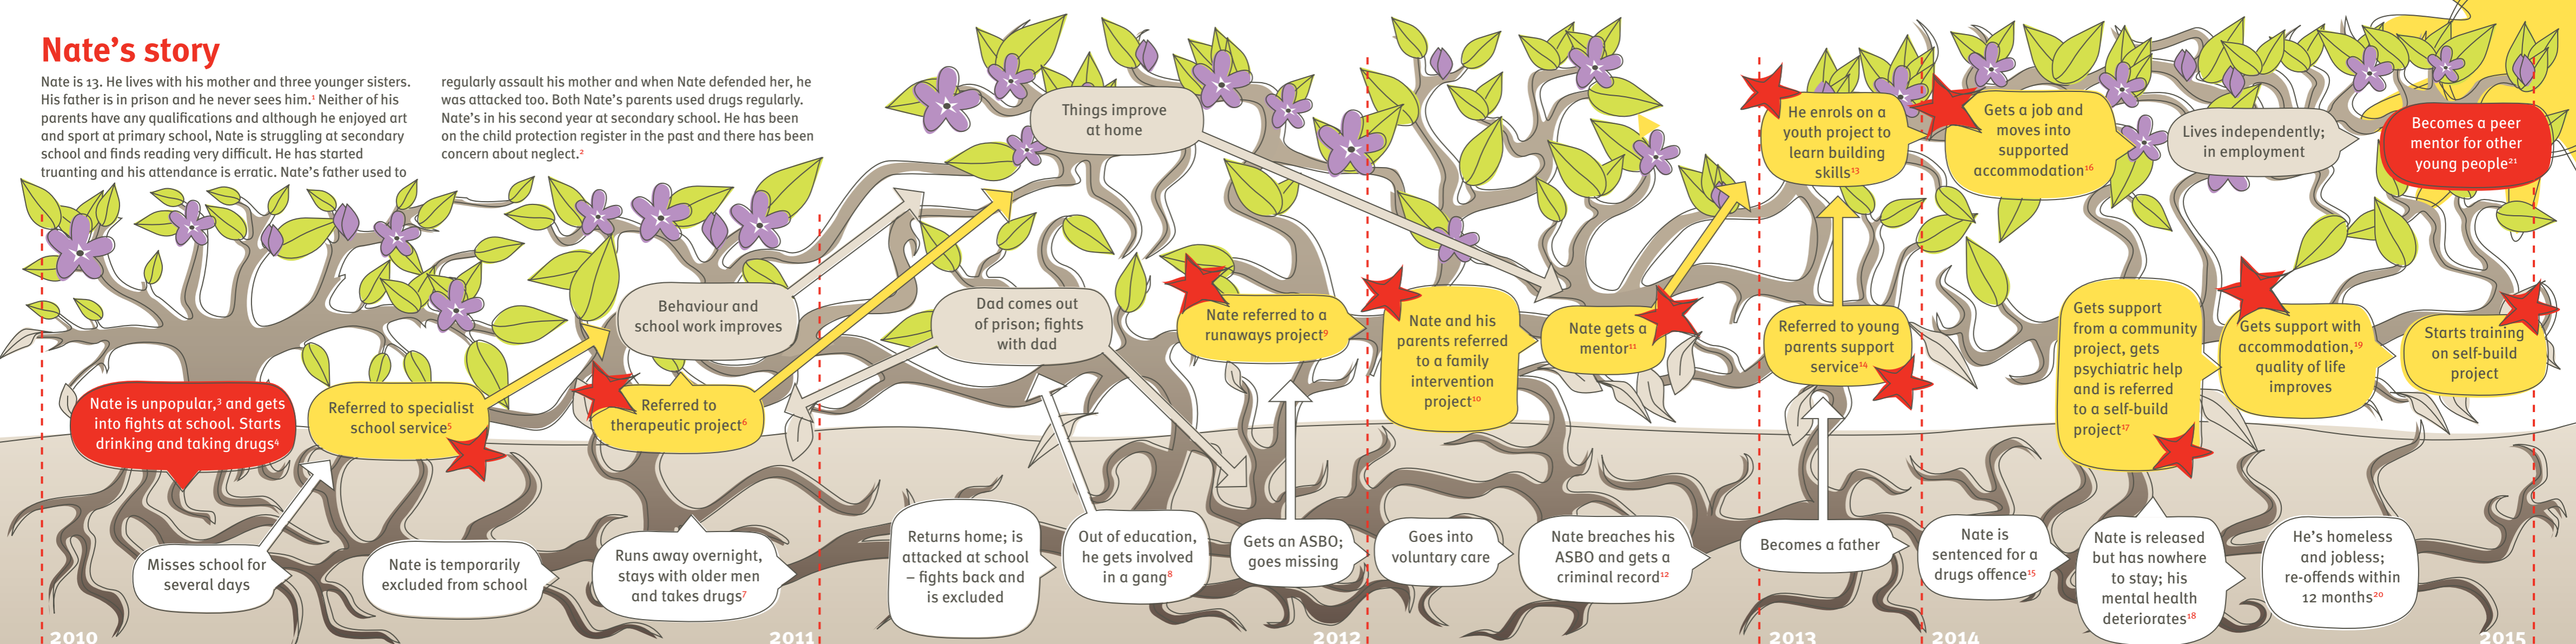 Nate's story
Nate is 13. He lives with his mother and three younger sisters.
His father is in prison and he never sees him.1 Neither of his
parents have any qualifications and although he enjoyed art
and sport at primary school, Nate is struggling at secondary
school and finds reading very difficult. He has started
truanting and his attendance is erratic. Nate's father used to
regularly assault his mother and when Nate defended her, he
was attacked too. Both Nate's parents used drugs regularly.
Nate's in his second year at secondary school. He has been
on the child protection register in the past and there has been
concern about neglect.2
Things improve
at home
He enrols on a
youth project to
learn building
skills13
Gets a job and
moves into
supported
accommodation16
Lives independently;
in employment
Becomes a peer
mentor for other
young people21
Behaviour and
school work improves
Dad comes out
of prison; fights
with dad
Nate referred to a
runaways project9
Nate and his
parents referred
to a family
intervention
project10
Nate gets a
mentor11
Referred to young
parents support
service14
Gets support
from a community
project, gets
psychiatric help
and is referred
to a self-build
project17
Gets support with
accommodation,19
quality of life
improves
Starts training
on self-build
project
Nate is unpopular,3 and gets
into fights at school. Starts
drinking and taking drugs4
Referred to specialist
school service5
Referred to
therapeutic project6
Misses school for
several days
Nate is temporarily
excluded from school
Runs away overnight,
stays with older men
and takes drugs7
Returns home; is
attacked at school
– fights back and
is excluded
Out of education,
he gets involved
in a gang8
Gets an ASBO;
goes missing
Goes into
voluntary care
Nate breaches his
ASBO and gets a
criminal record12
Becomes a father
Nate is
sentenced for a
drugs offence15
Nate is released
but has nowhere
to stay; his
mental health
deteriorates18
He's homeless
and jobless;
re-offends within
12 months20
2010
2011
2012
2013
2014
2015